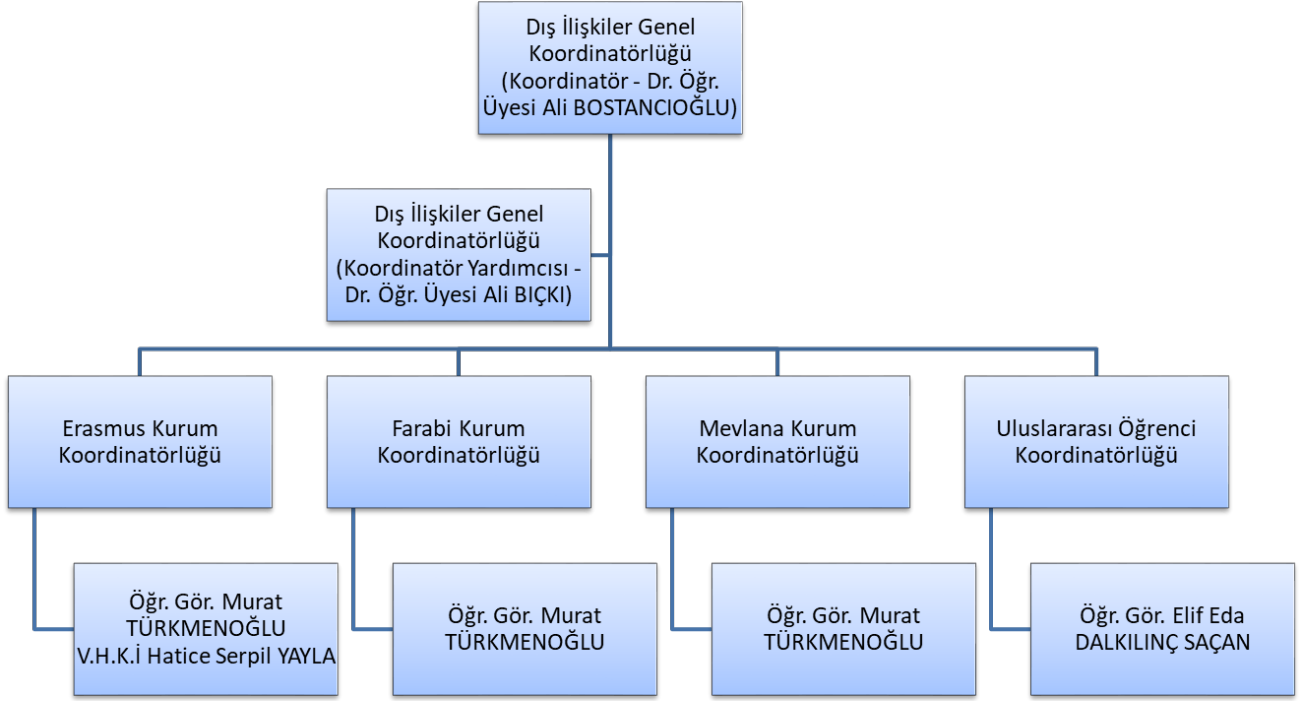 Dış İlişkiler Genel
Koordinatörlüğü
(Koordinatör - Dr. Öğr.
Üyesi Ali BOSTANCIOĞLU)
Dış İlişkiler Genel
Koordinatörlüğü
(Koordinatör Yardımcısı -
Dr. Öğr. Üyesi Ali BIÇKI)
Erasmus Kurum
Koordinatörlüğü
Farabi Kurum
Koordinatörlüğü
Mevlana Kurum
Koordinatörlüğü
Uluslararası Öğrenci
Koordinatörlüğü
Öğr. Gör. Murat
TÜRKMENOĞLU
V.H.K.İ Hatice Serpil YAYLA
Öğr. Gör. Murat
TÜRKMENOĞLU
Öğr. Gör. Murat
TÜRKMENOĞLU
Öğr. Gör. Elif Eda
DALKILINÇ SAÇAN